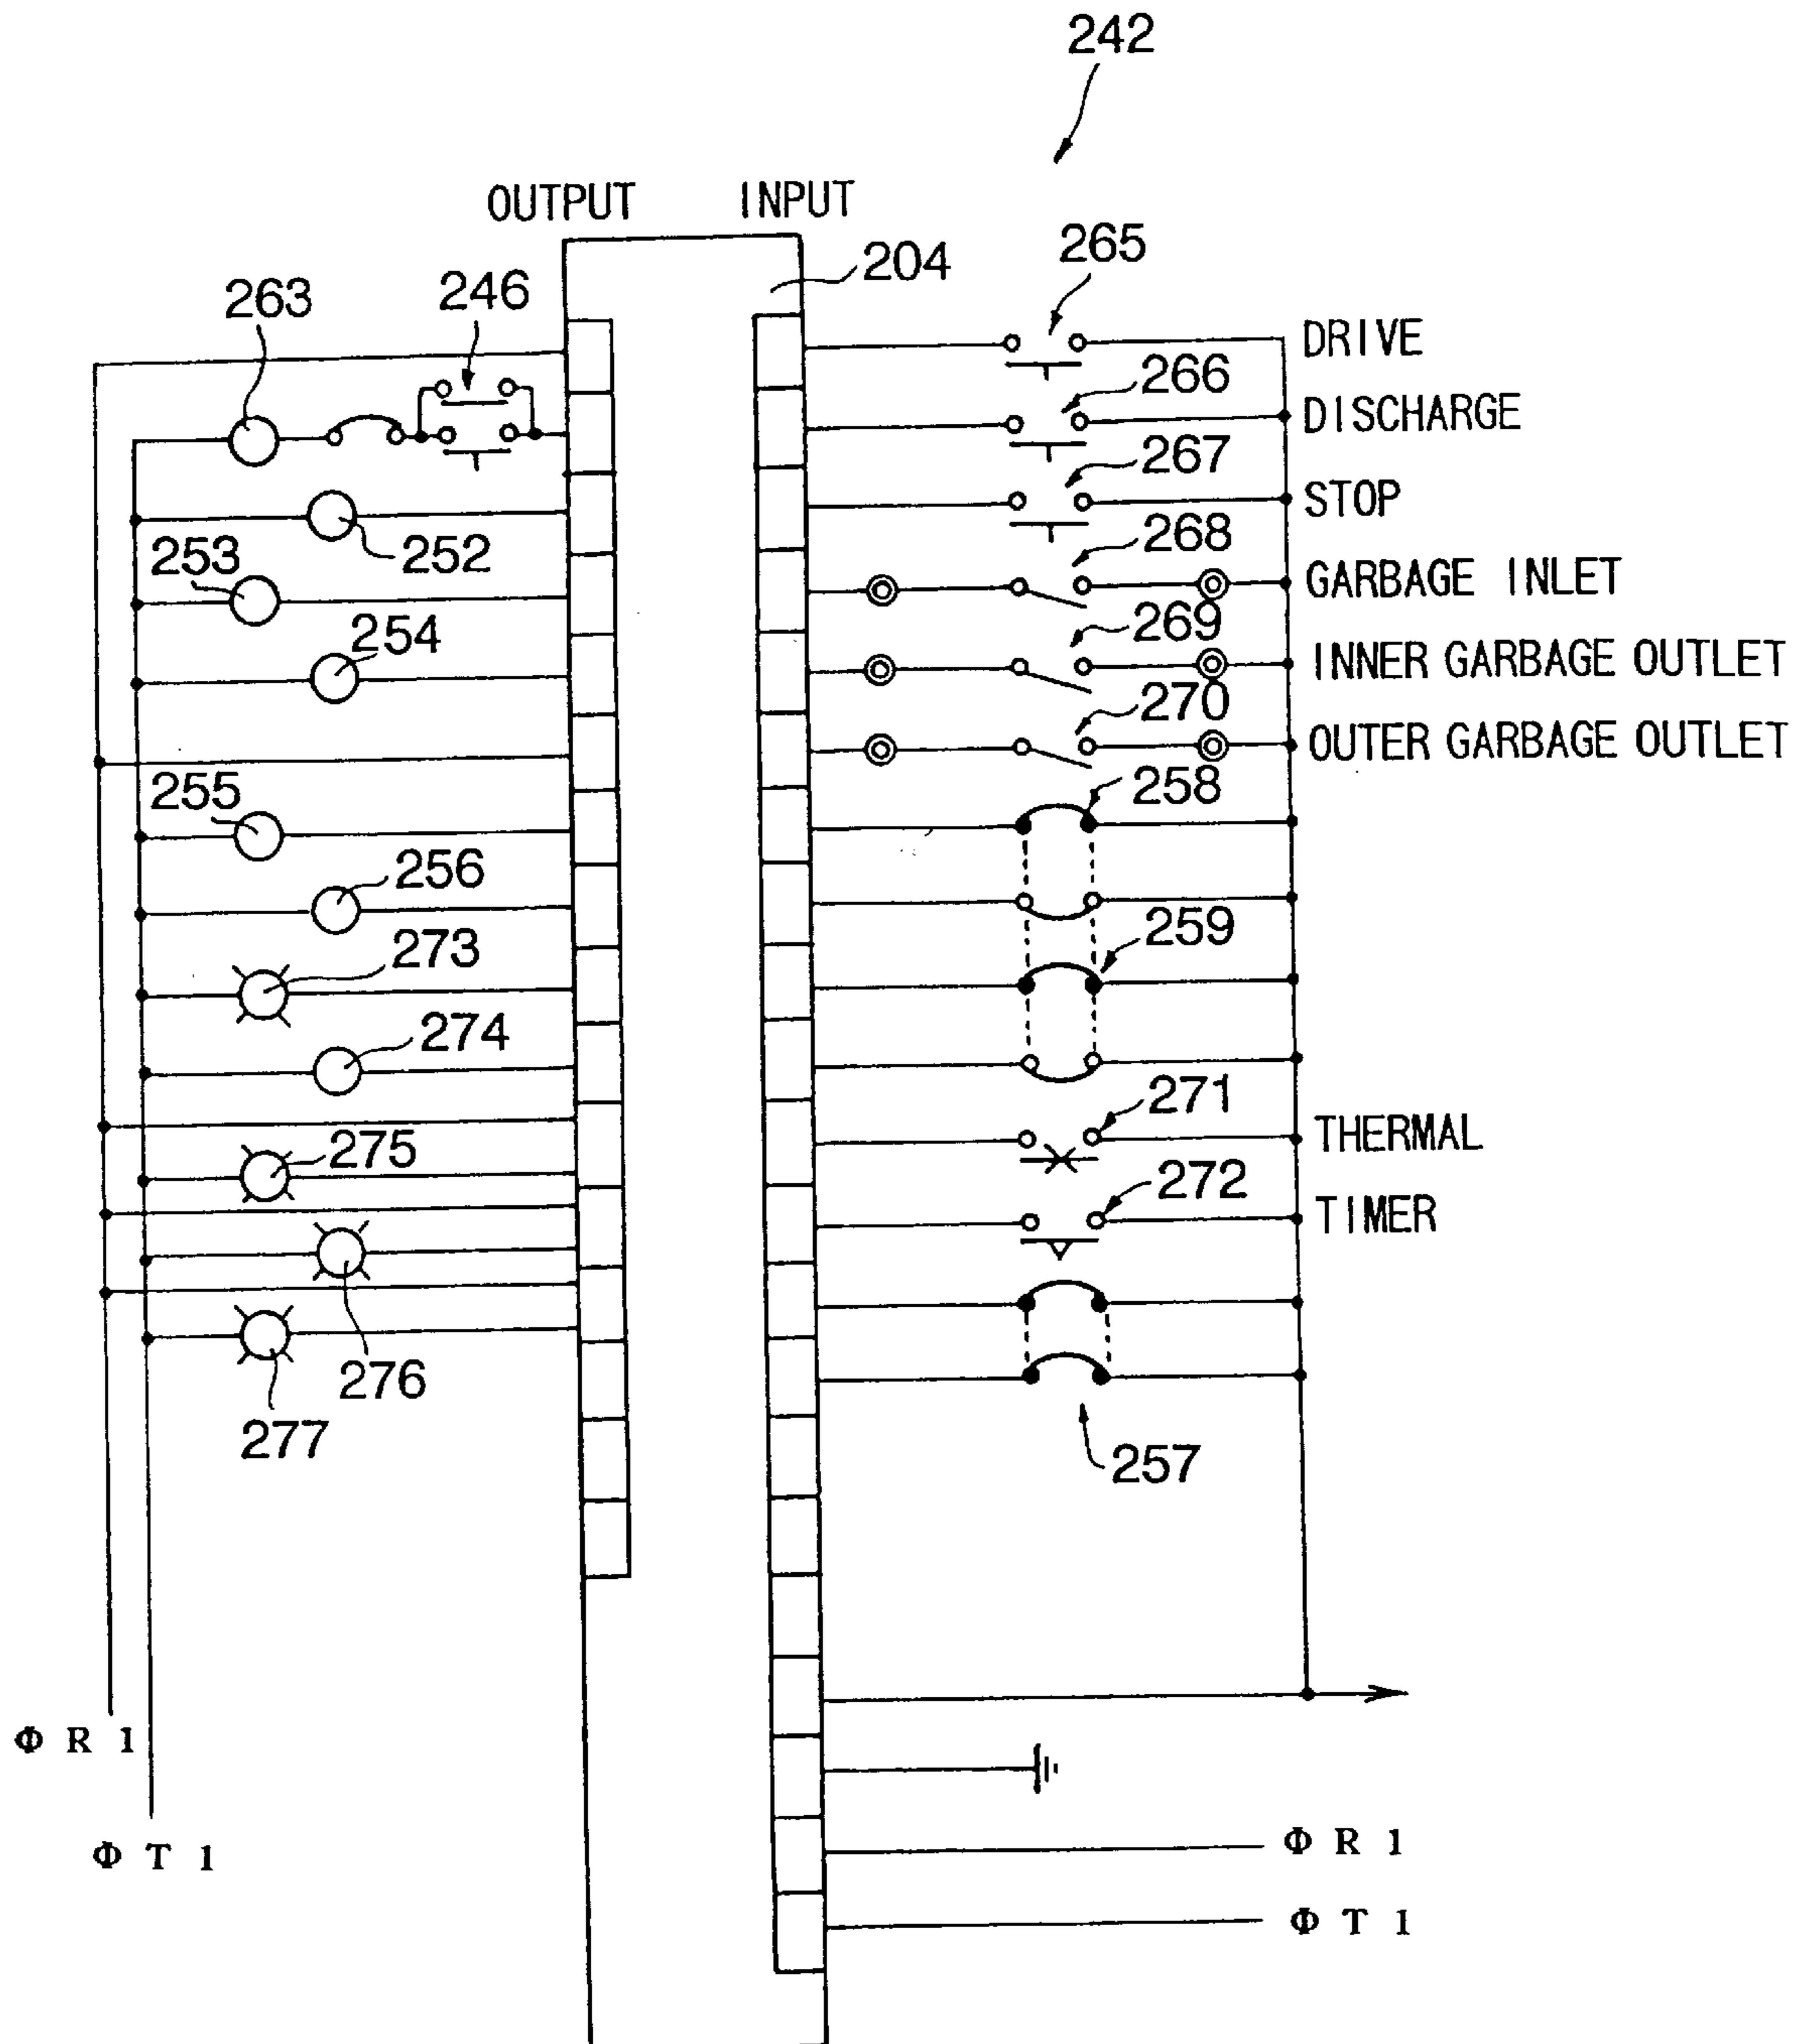 242
OUTPUT
INPUT
204
265
263
246
DRIVE
266
DISCHARGE
267
STOP
268
252
253
GARBAGE INLET
254
269
INNER GARBAGE OUTLET
270
OUTER GARBAGE OUTLET
255
258
256
259
273
274
271
THERMAL
275
272
TIMER
276
277
257
Φ R 1
Φ T 1
Φ R 1
Φ T 1